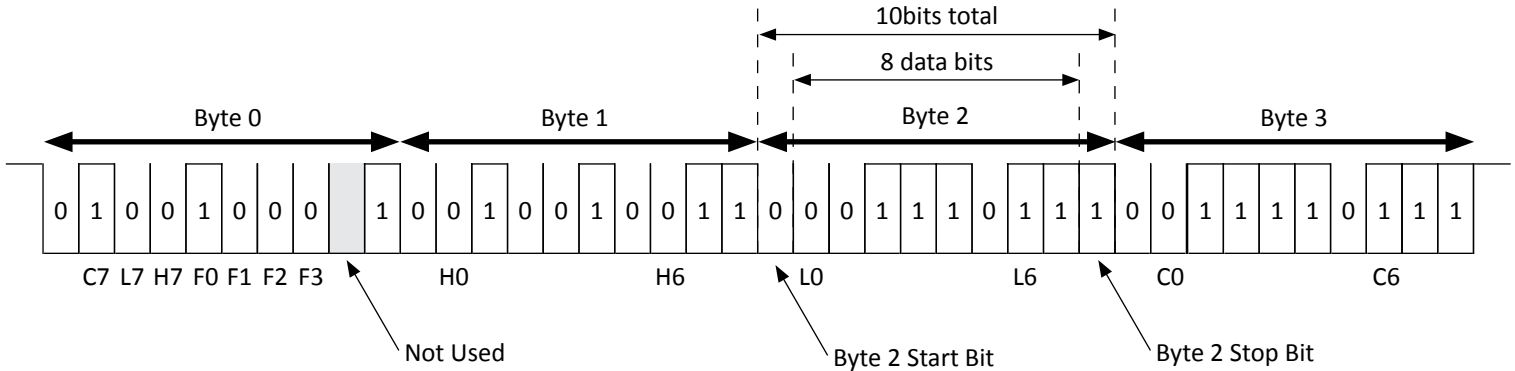 10bits total
8 data bits
Byte 0 Byte 1 Byte 2 Byte 3
0 1 0 0 1 0 0 0 1 0 0 1 0 0 1 0 0 1 1 0 0 0 1 1 1 0 1 1 1 0 0 1 1 1 1 0 1 1 1
C7 L7 H7 F0 F1 F2 F3 H0 H6 L0 L6 C0 C6
Not Used Byte 2 Start Bit Byte 2 Stop Bit